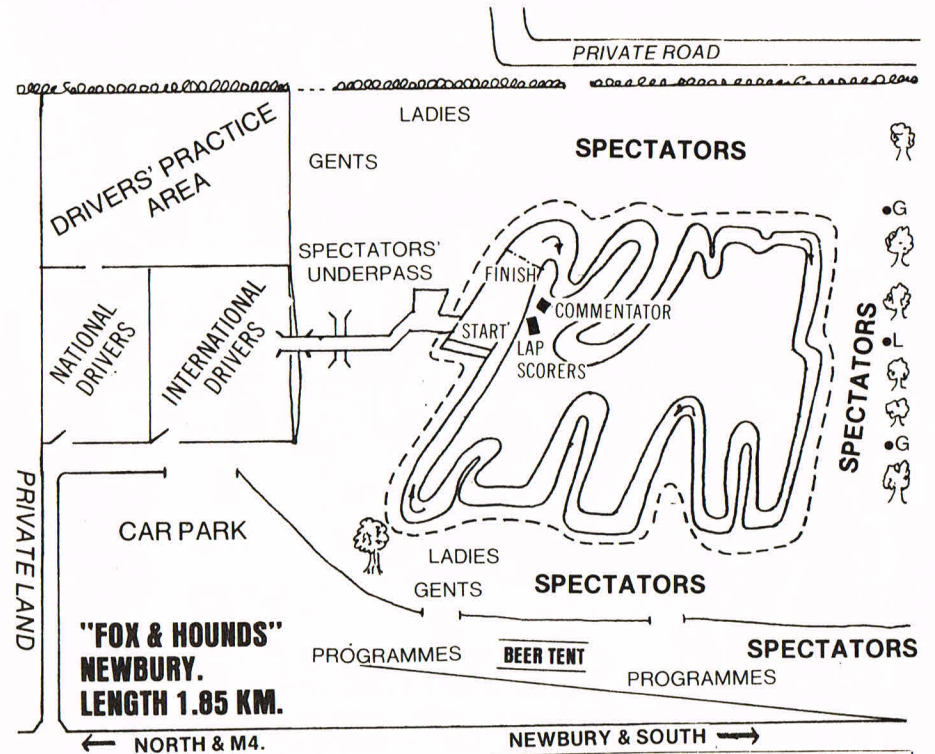 PRIVATE ROAD
LADIES
SPECTATORS
GENTS
DRIVERS' PRACTICE
AREA
●G
SPECTATORS'
UNDERPASS
FINISH
COMMENTATOR
START
LAP
SCORERS
●L
NATIONAL
DRIVERS
INTERNATIONAL
DRIVERS
SPECTATORS
●G
PRIVATE LAND
CAR PARK
LADIES
GENTS
SPECTATORS
"FOX & HOUNDS"
NEWBURY.
LENGTH 1.85 KM.
PROGRAMMES
BEER TENT
SPECTATORS
PROGRAMMES
← NORTH & M4.
NEWBURY & SOUTH →